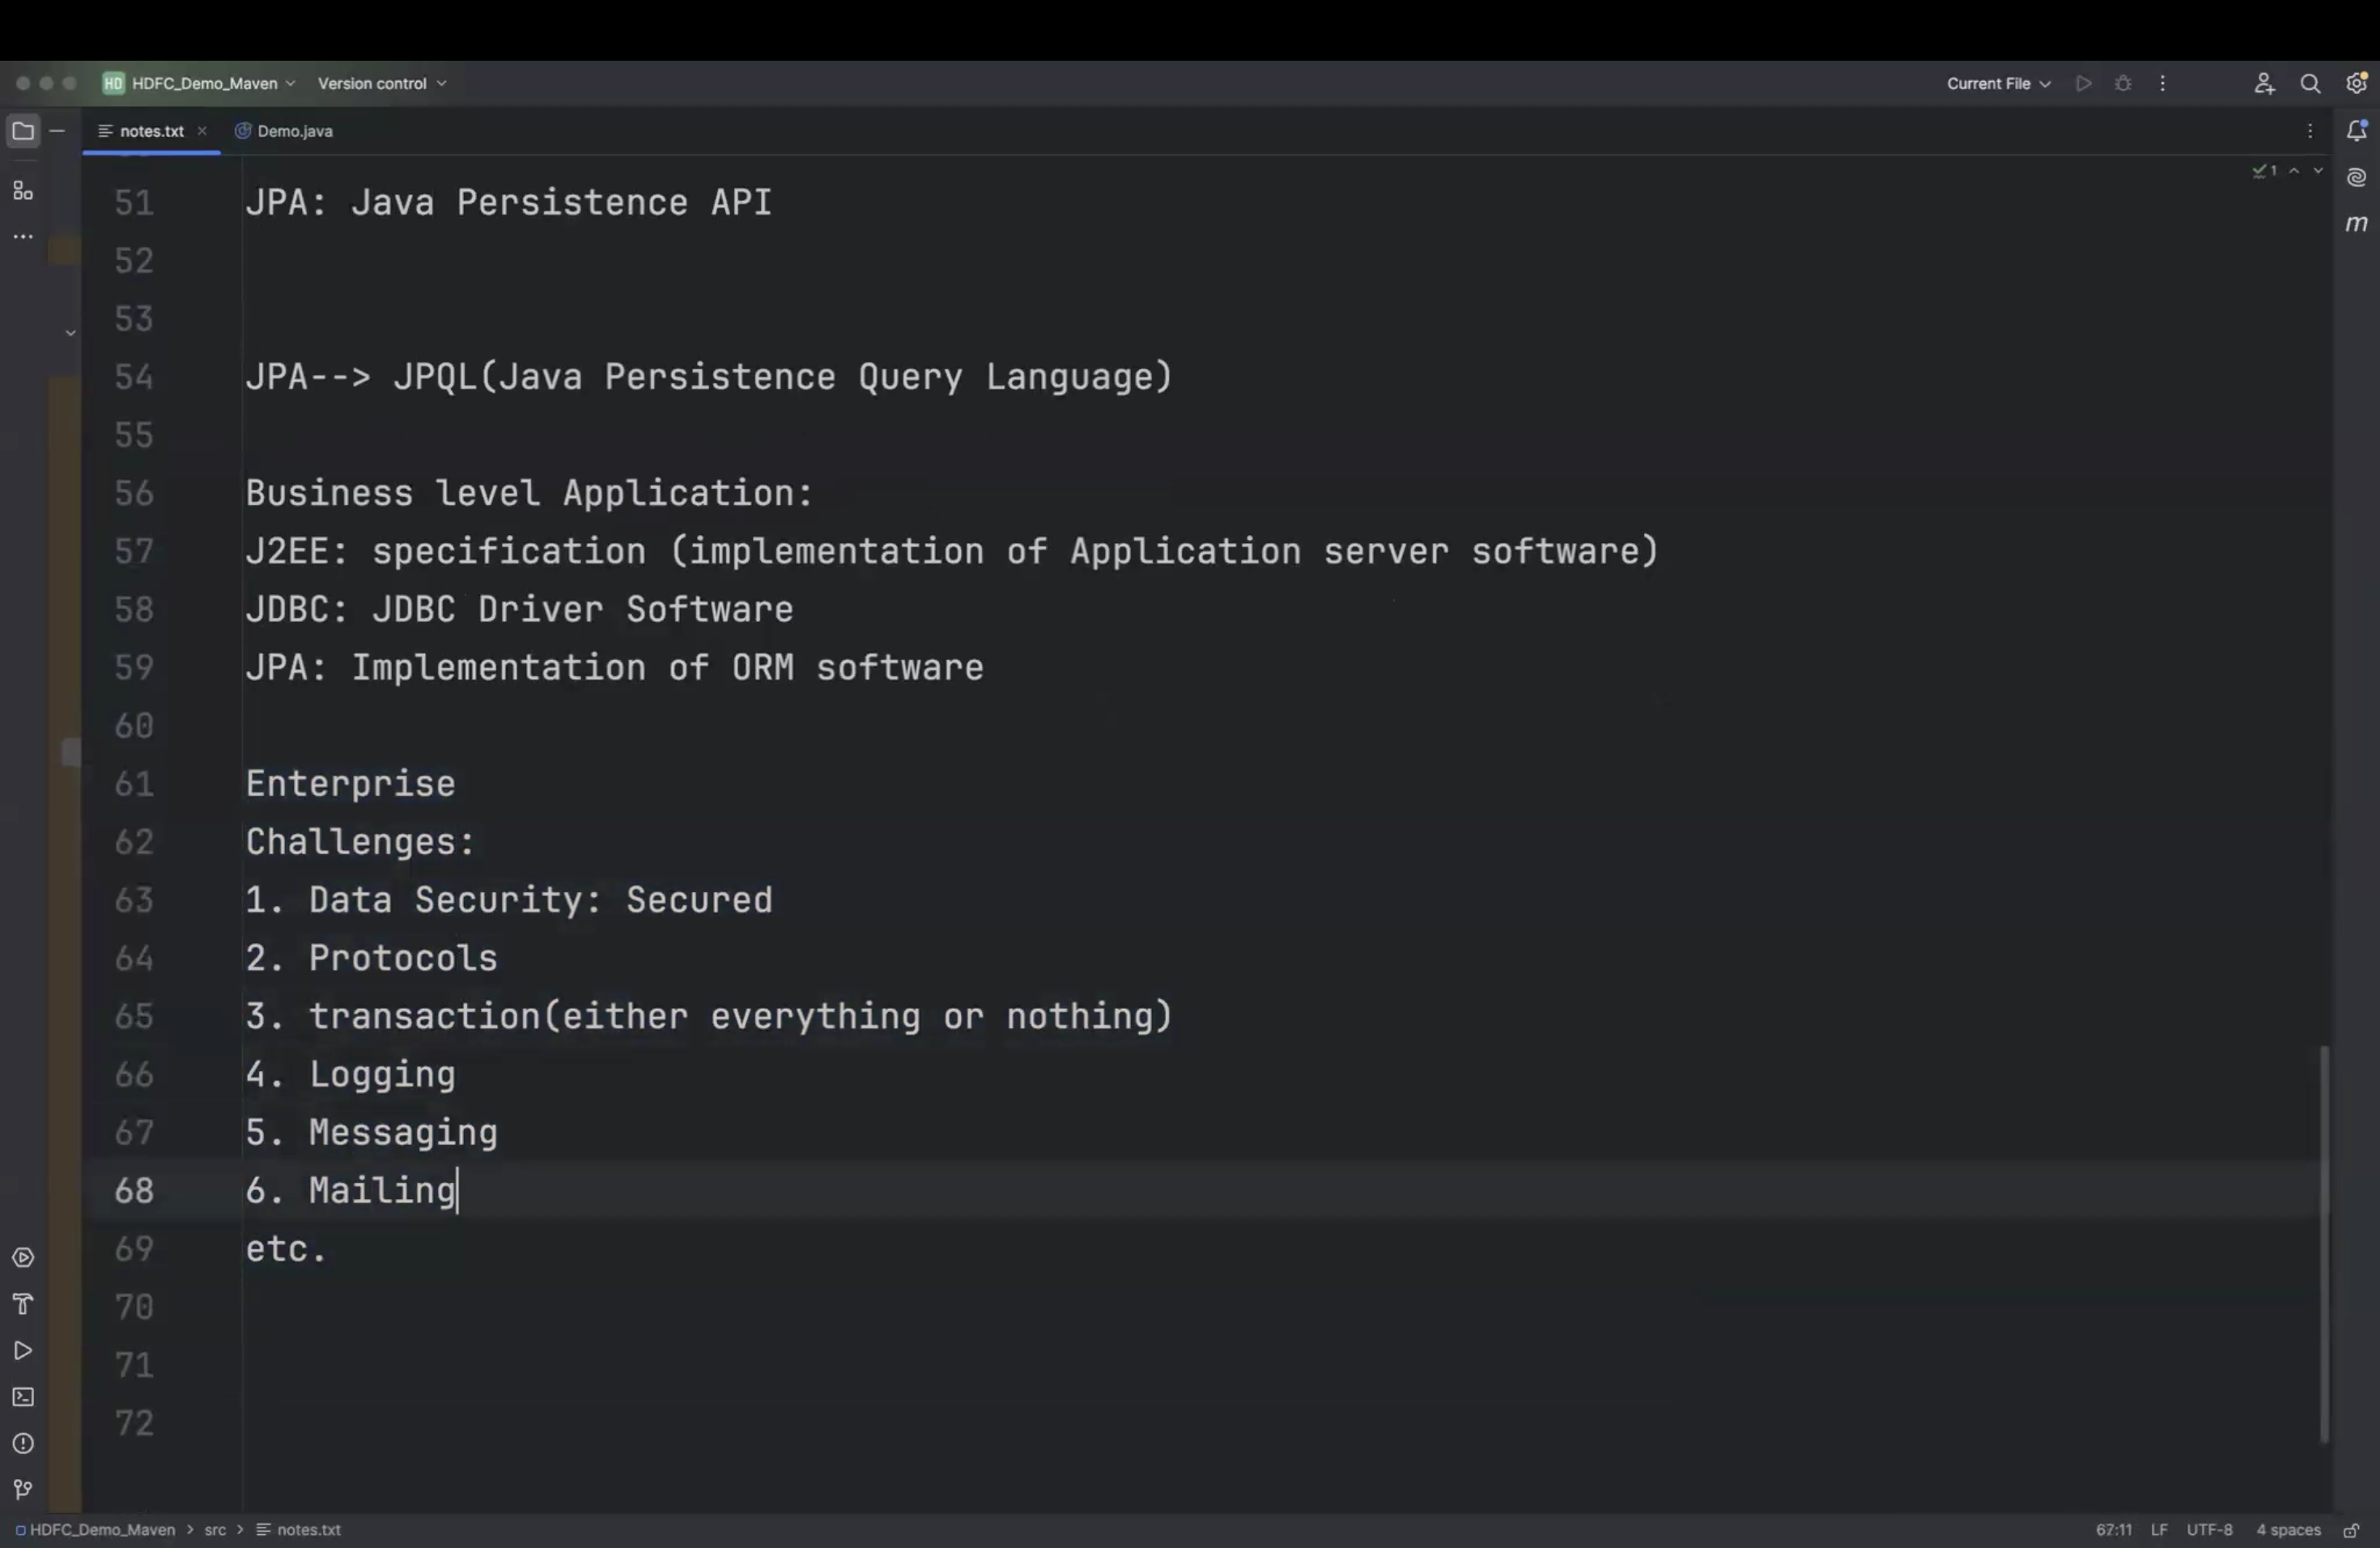 HD HDFC_Demo_Maven Version control Current File
notes.txt Demo.java
1
51 JPA: Java Persistence API
52
53
54 JPA--> JPQL(Java Persistence Query Language)
55
56 Business level Application:
57 J2EE: specification (implementation of Application server software)
58 JDBC: JDBC Driver Software
59 JPA: Implementation of ORM software
60
61 Enterprise
62 Challenges:
63 1. Data Security: Secured
64 2. Protocols
65 3. transaction(either everything or nothing)
66 4. Logging
67 5. Messaging
68 6. Mailing
69 etc.
70
71
72
HDFC_Demo_Maven > src > notes.txt 67:11 LF UTF-8 4 spaces